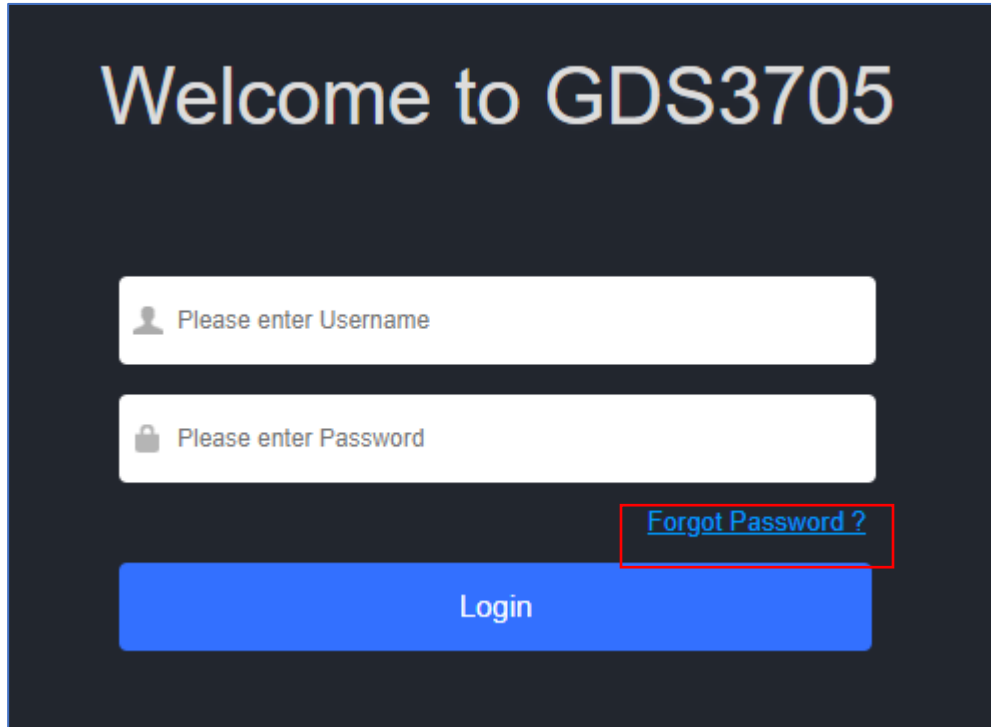 Welcome to GDS3705
Please enter Username
Please enter Password
Forgot Password ?
Login